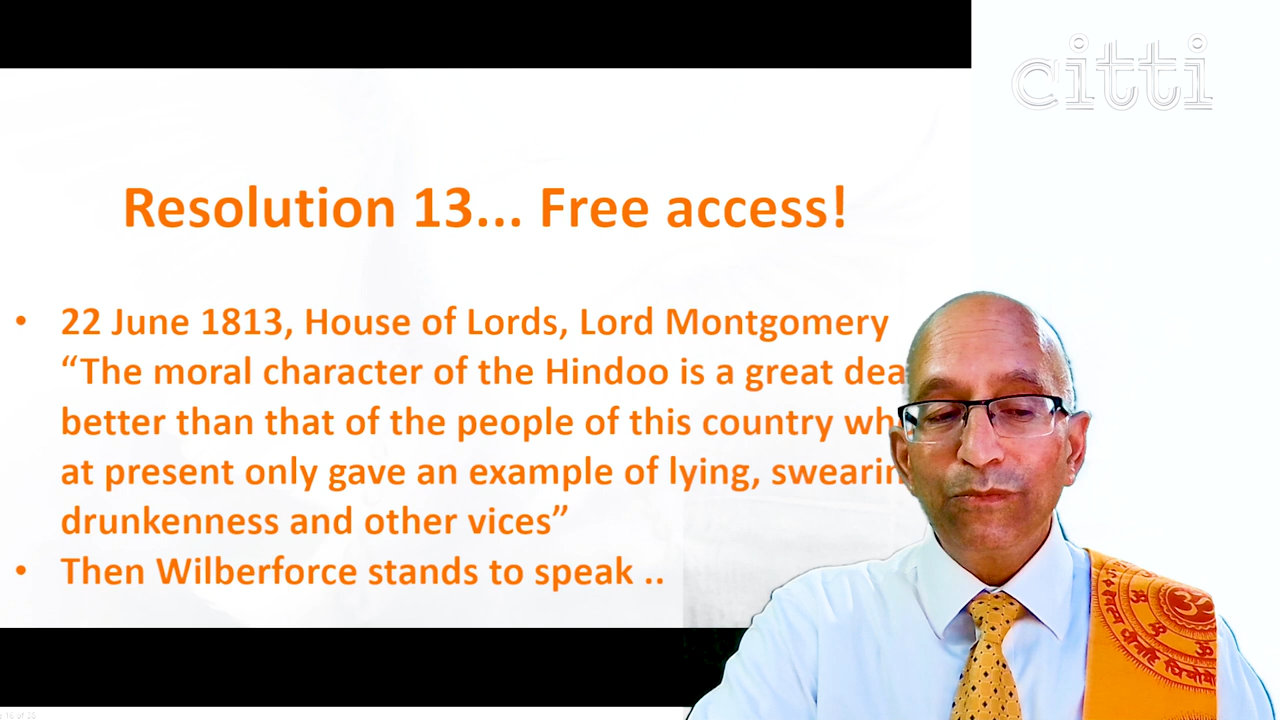 citti
Resolution 13... Free access!
• 22 June 1813, House of Lords, Lord Montgomery
“The moral character of the Hindoo is a great dea
better than that of the people of this country wh
at present only gave an example of lying, swearin
drunkenness and other vices”
• Then Wilberforce stands to speak ..
ॐ